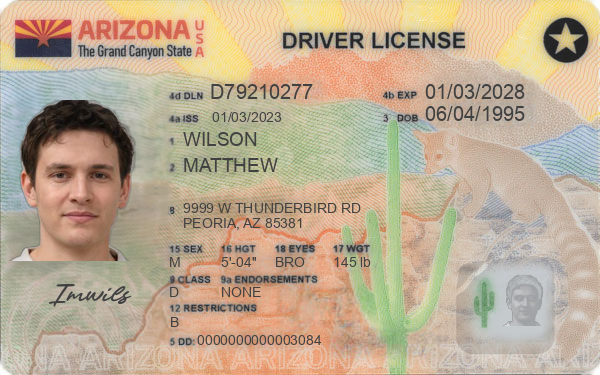 ARIZONA USA
The Grand Canyon State
DRIVER LICENSE
4d DLN D79210277
4b EXP 01/03/2028
4a ISS 01/03/2023
3 DOB 06/04/1995
1 WILSON
2 MATTHEW
8 9999 W THUNDERBIRD RD
PEORIA, AZ 85381
15 SEX 16 HGT 18 EYES 17 WGT
M 5'-04" BRO 145 lb
9 CLASS 9a ENDORSEMENTS
D NONE
Imwils
12 RESTRICTIONS
B
5 DD: 0000000000003084
ARIZONA ARIZONA ARIZONA ARIZONA